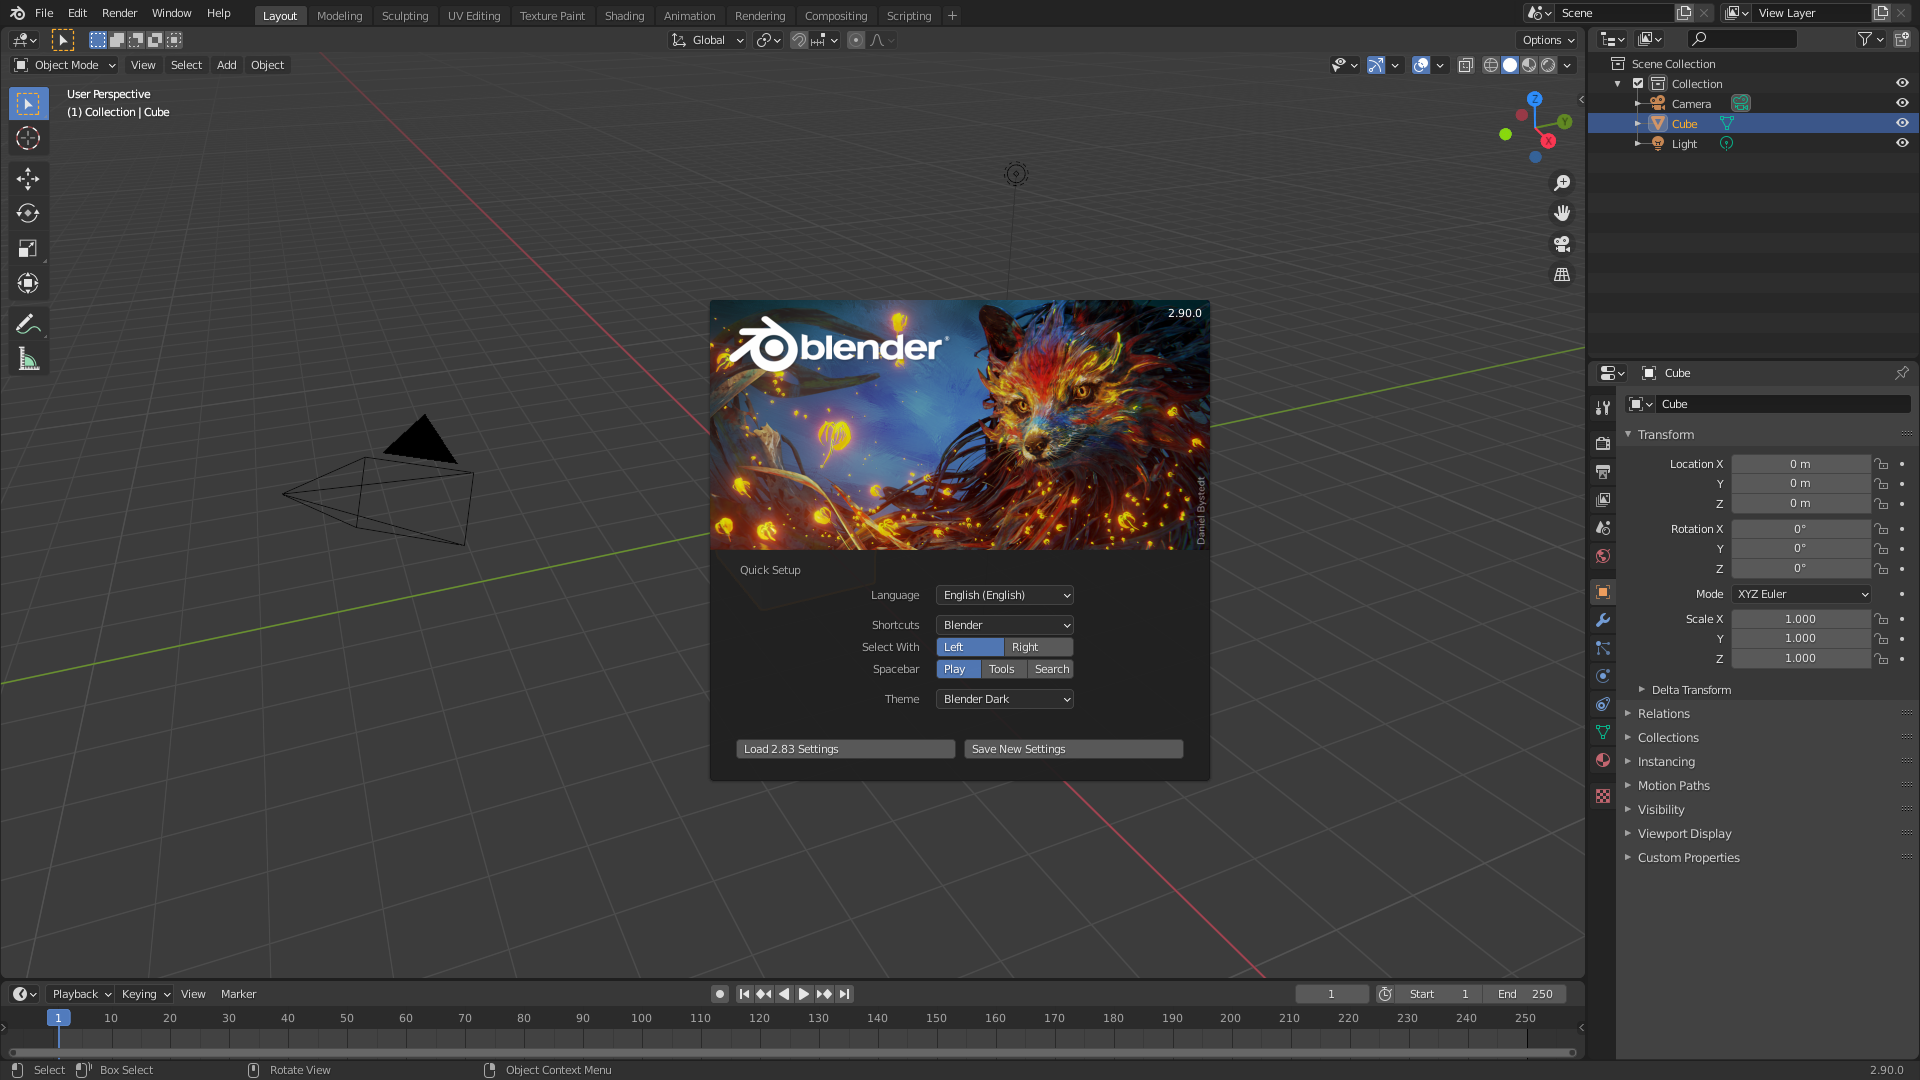 File Edit Render Window Help Layout Modeling Sculpting UV Editing Texture Paint Shading Animation Rendering Compositing Scripting + Scene View Layer
Global Options
Object Mode View Select Add Object
User Perspective
(1) Collection | Cube
Z
Y
X
Scene Collection
Collection
Camera
Cube
Light
2.90.0
blender
Daniel Bystedt
Quick Setup
Language English (English)
Shortcuts Blender
Select With Left Right
Spacebar Play Tools Search
Theme Blender Dark
Load 2.83 Settings Save New Settings
Cube
Cube
Transform
Location X 0 m
Y 0 m
Z 0 m
Rotation X 0°
Y 0°
Z 0°
Mode XYZ Euler
Scale X 1.000
Y 1.000
Z 1.000
Delta Transform
Relations
Collections
Instancing
Motion Paths
Visibility
Viewport Display
Custom Properties
Playback Keying View Marker 1 Start 1 End 250
1 10 20 30 40 50 60 70 80 90 100 110 120 130 140 150 160 170 180 190 200 210 220 230 240 250
Select Box Select Rotate View Object Context Menu 2.90.0